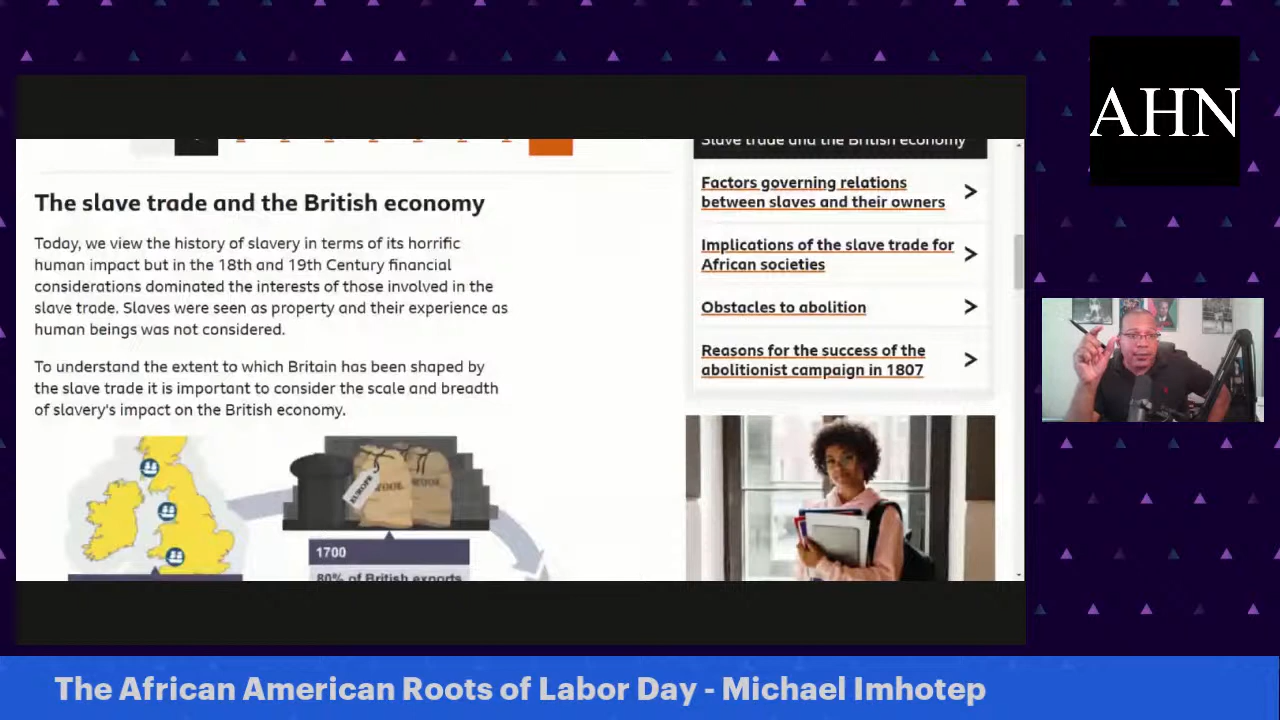 AHN
Slave trade and the British economy
The slave trade and the British economy
Today, we view the history of slavery in terms of its horrific
human impact but in the 18th and 19th Century financial
considerations dominated the interests of those involved in the
slave trade. Slaves were seen as property and their experience as
human beings was not considered.
To understand the extent to which Britain has been shaped by
the slave trade it is important to consider the scale and breadth
of slavery's impact on the British economy.
EUROPE
WOOL
WOOL
1700
80% of British exports
Factors governing relations
between slaves and their owners
Implications of the slave trade for
African societies
Obstacles to abolition
Reasons for the success of the
abolitionist campaign in 1807
The African American Roots of Labor Day - Michael Imhotep